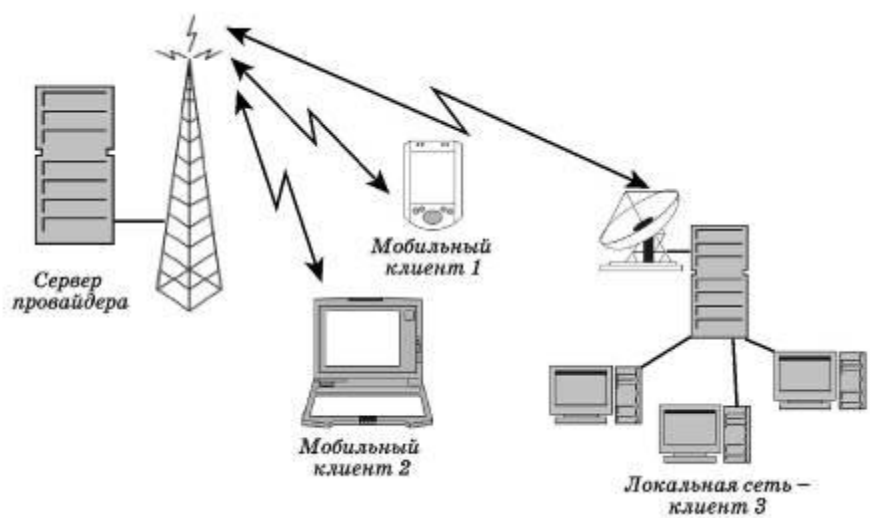 Сервер
провайдера
Мобильный
клиент 1
Мобильный
клиент 2
Локальная сеть –
клиент 3